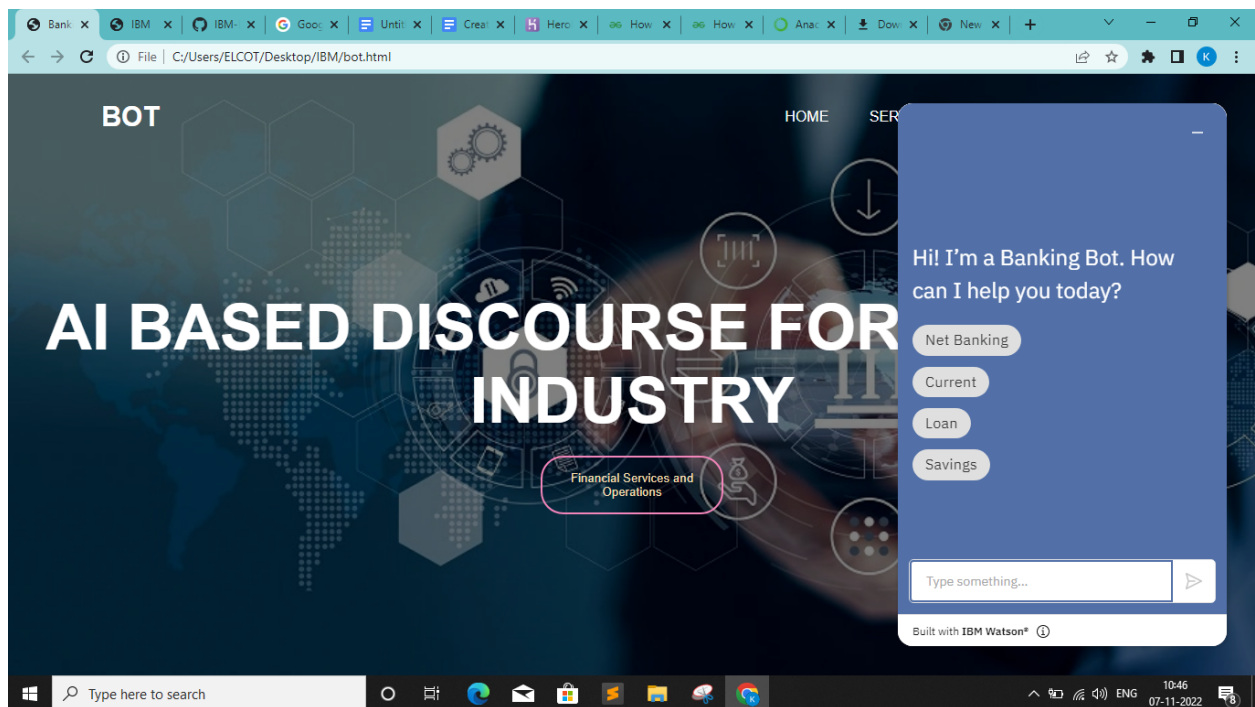 Bank
IBM
IBM-
Goog
Untit
Creat
Hero
How
How
Anac
Dow
New
File
C:/Users/ELCOT/Desktop/IBM/bot.html
K
BOT
HOME
SER
AI BASED DISCOURSE FOR
INDUSTRY
Financial Services and
Operations
Hi! I'm a Banking Bot. How
can I help you today?
Net Banking
Current
Loan
Savings
Type something...
Built with IBM Watson®
Type here to search
ENG
10:46
07-11-2022
8